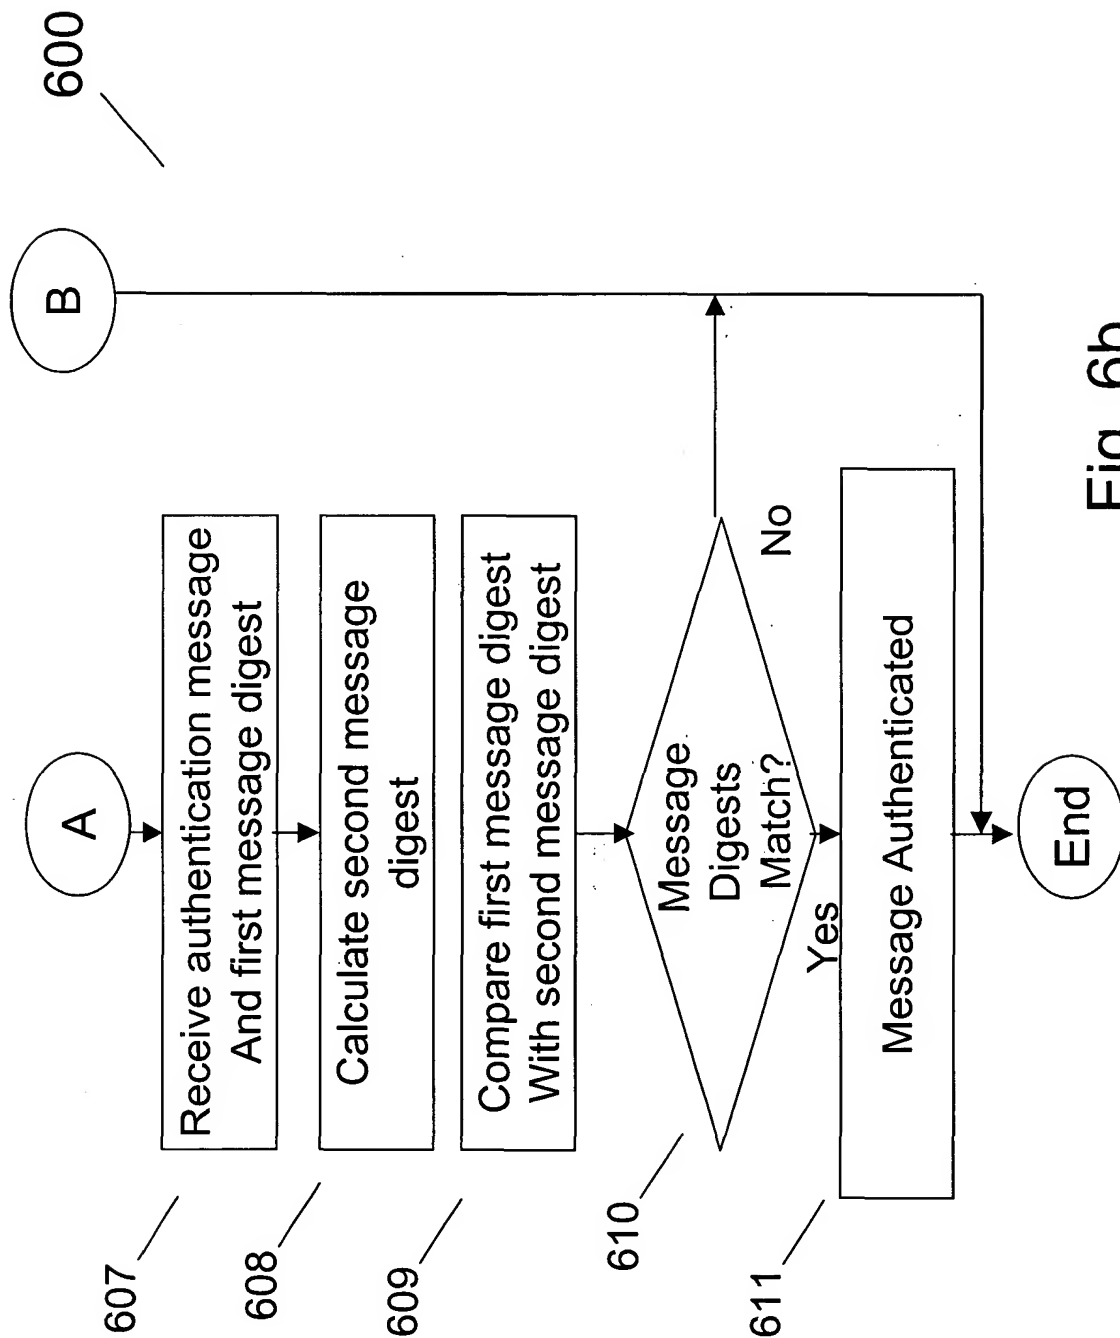 600
A
B
607
Receive authentication message
And first message digest
608
Calculate second message
digest
609
Compare first message digest
With second message digest
610
Message
Digests
Match?
No
Yes
611
Message Authenticated
End
Fig. 6b